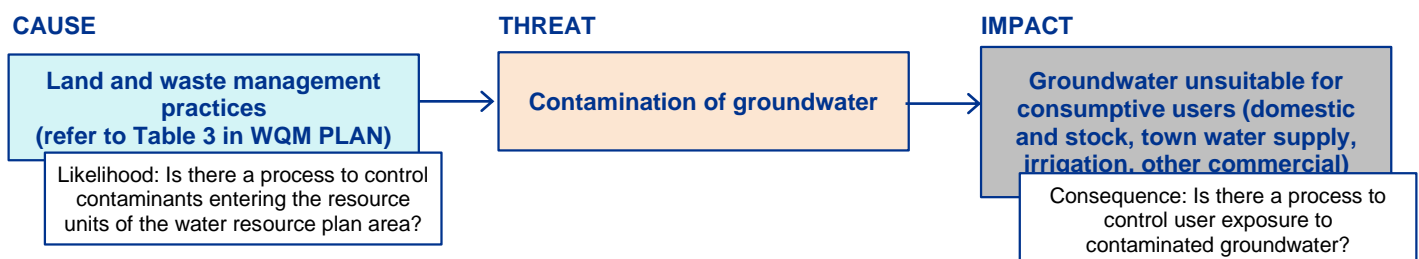 CAUSE
Land and waste management
practices
(refer to Table 3 in WQM PLAN)
Likelihood: Is there a process to control
contaminants entering the resource
units of the water resource plan area?
THREAT
Contamination of groundwater
IMPACT
Groundwater unsuitable for
consumptive users (domestic
and stock, town water supply,
irrigation, other commercial)
Consequence: Is there a process to
control user exposure to
contaminated groundwater?